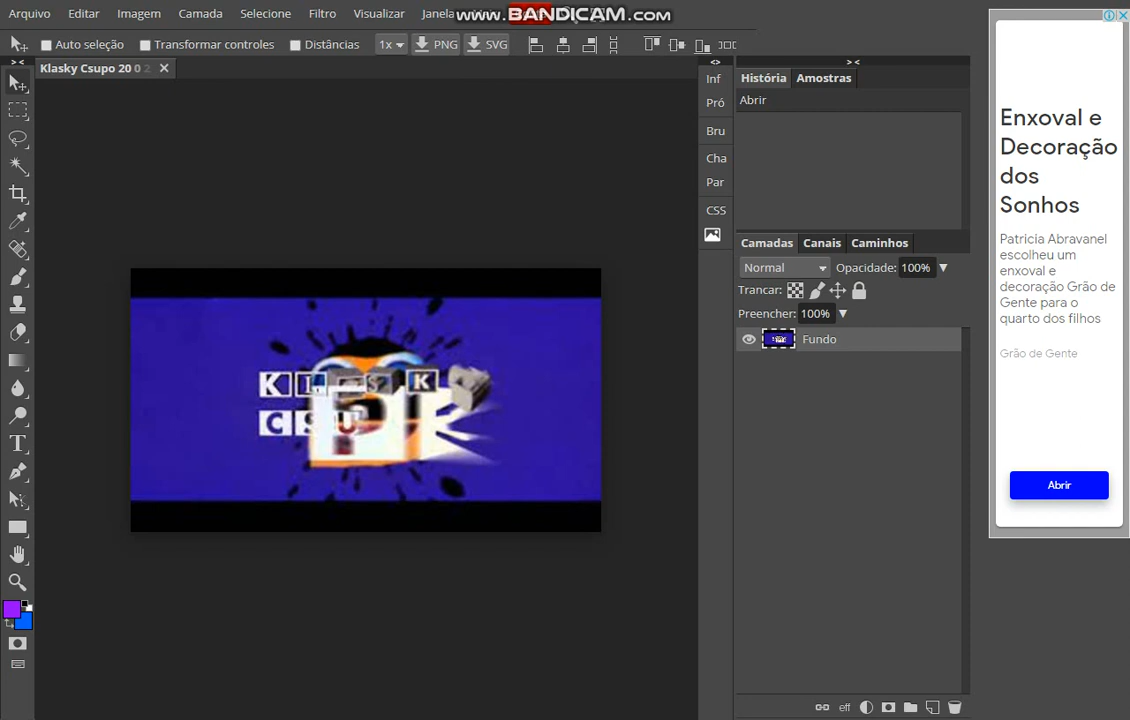 Arquivo Editar Imagem Camada Selecione Filtro Visualizar Janela
WWW.BANDICAM.COM
Auto seleção Transformar controles Distâncias 1x PNG SVG
Klasky Csupo 20 0 2
Inf
Pró
Bru
Cha
Par
CSS
História Amostras
Abrir
Camadas Canais Caminhos
Normal Opacidade: 100%
Trancar:
Preencher: 100%
Fundo
eff
K L S K
C S U P
Enxoval e
Decoração
dos
Sonhos
Patricia Abravanel
escolheu um
enxoval e
decoração Grão de
Gente para o
quarto dos filhos
Grão de Gente
Abrir